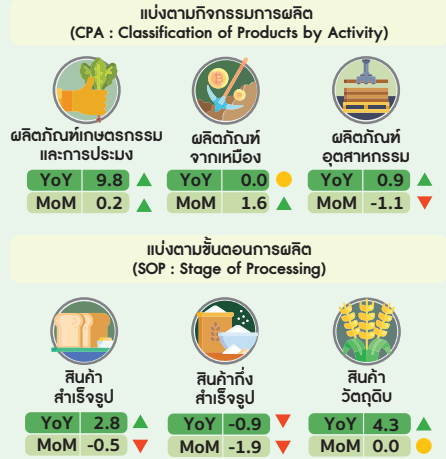 แบ่งตามกิจกรรมการผลิต
(CPA : Classification of Products by Activity)
ผลิตภัณฑ์เกษตรกรรม
และการประมง
YoY 9.8
MoM 0.2
ผลิตภัณฑ์
จากเหมือง
YoY 0.0
MoM 1.6
ผลิตภัณฑ์
อุตสาหกรรม
YoY 0.9
MoM -1.1
แบ่งตามขั้นตอนการผลิต
(SOP : Stage of Processing)
สินค้า
สำเร็จรูป
YoY 2.8
MoM -0.5
สินค้ากึ่ง
สำเร็จรูป
YoY -0.9
MoM -1.9
สินค้า
วัตถุดิบ
YoY 4.3
MoM 0.0